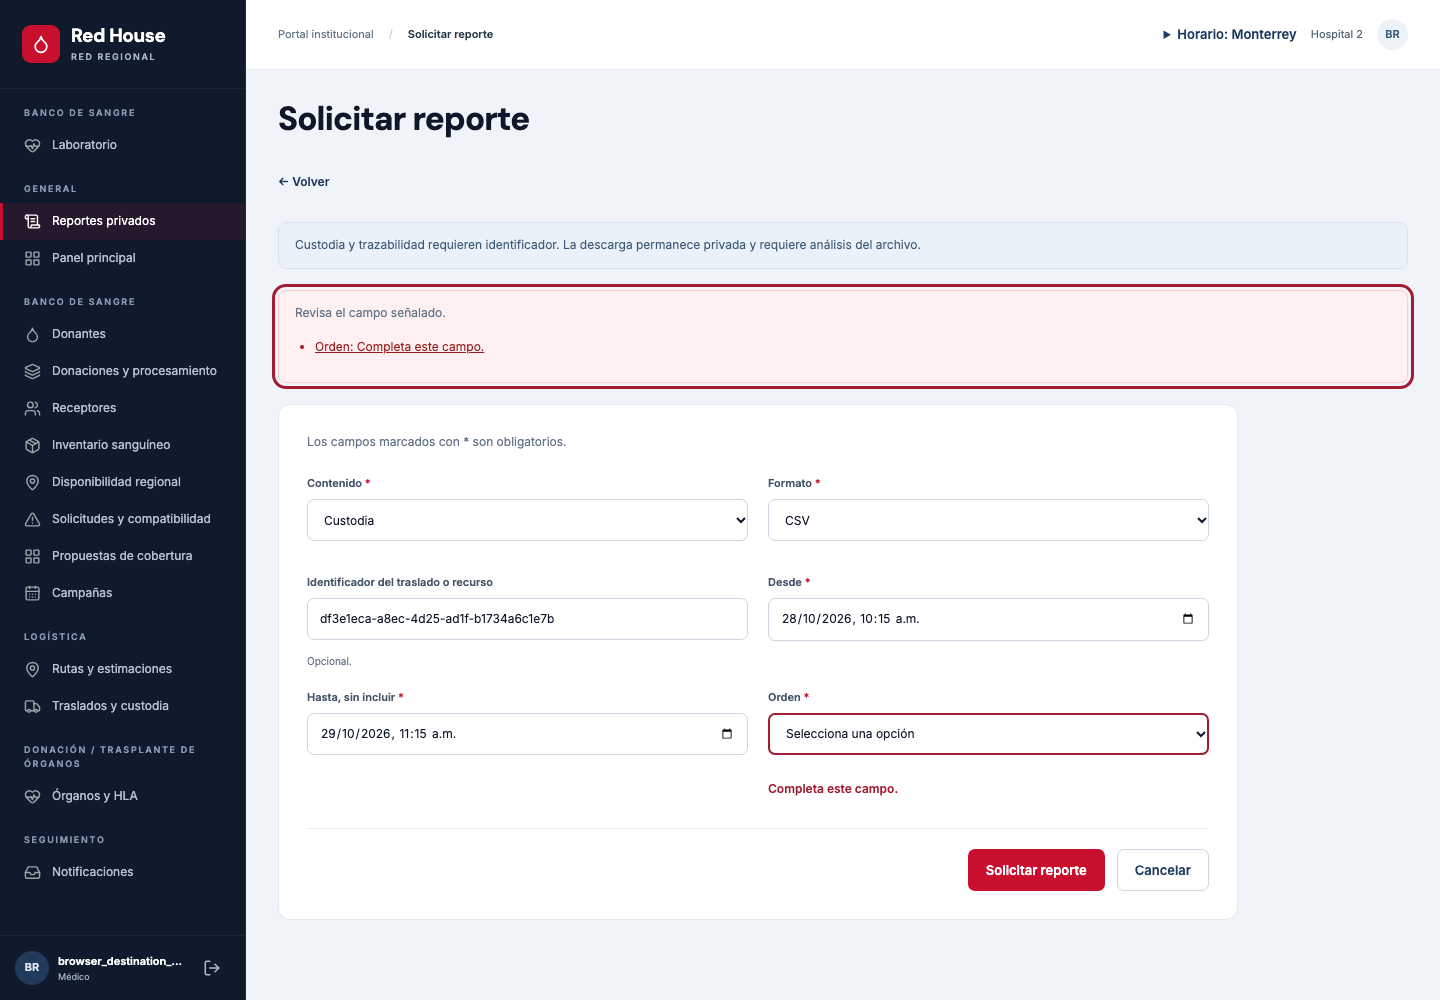 Red House
RED REGIONAL
BANCO DE SANGRE
Laboratorio
GENERAL
Reportes privados
Panel principal
BANCO DE SANGRE
Donantes
Donaciones y procesamiento
Receptores
Inventario sanguíneo
Disponibilidad regional
Solicitudes y compatibilidad
Propuestas de cobertura
Campañas
LOGÍSTICA
Rutas y estimaciones
Traslados y custodia
DONACIÓN / TRASPLANTE DE
ÓRGANOS
Órganos y HLA
SEGUIMIENTO
Notificaciones
BR
browser_destination_...
Médico
Portal institucional / Solicitar reporte
Horario: Monterrey Hospital 2 BR
Solicitar reporte
← Volver
Custodia y trazabilidad requieren identificador. La descarga permanece privada y requiere análisis del archivo.
Revisa el campo señalado.
• Orden: Completa este campo.
Los campos marcados con * son obligatorios.
Contenido *
Custodia
Formato *
CSV
Identificador del traslado o recurso
df3e1eca-a8ec-4d25-ad1f-b1734a6c1e7b
Opcional.
Desde *
28/10/2026, 10:15 a.m.
Hasta, sin incluir *
29/10/2026, 11:15 a.m.
Orden *
Selecciona una opción
Completa este campo.
Solicitar reporte
Cancelar